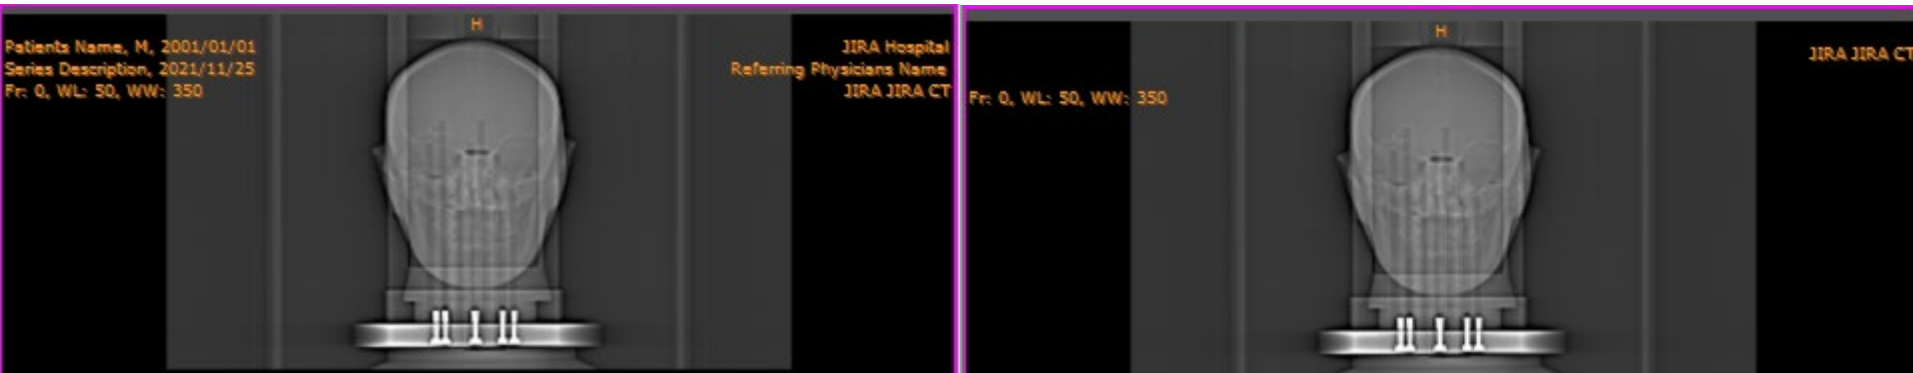 H
Patients Name, M, 2001/01/01
Series Description, 2021/11/25
Fr: 0, WL: 50, WW: 350
JIRA Hospital
Referring Physicians Name
JIRA JIRA CT
H
Fr: 0, WL: 50, WW: 350
JIRA JIRA CT